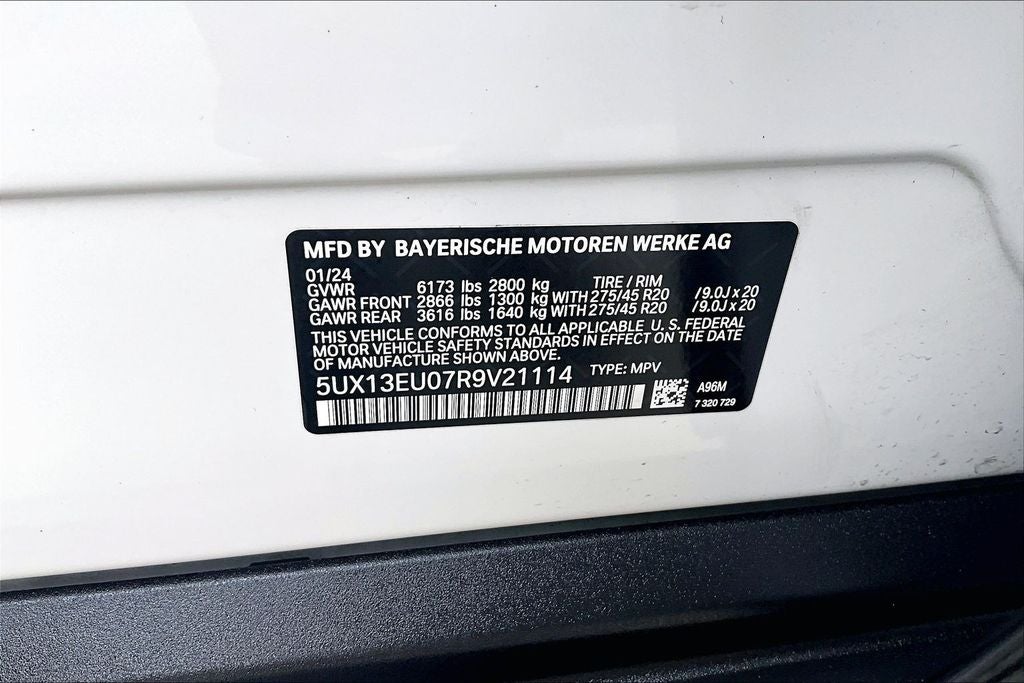 MFD BY BAYERISCHE MOTOREN WERKE AG
01/24
GVWR 6173 lbs 2800 kg TIRE / RIM
GAWR FRONT 2866 lbs 1300 kg WITH 275/45 R20 /9.0J x 20
GAWR REAR 3616 lbs 1640 kg WITH 275/45 R20 /9.0J x 20
THIS VEHICLE CONFORMS TO ALL APPLICABLE U. S. FEDERAL
MOTOR VEHICLE SAFETY STANDARDS IN EFFECT ON THE DATE
OF MANUFACTURE SHOWN ABOVE.
5UX13EU07R9V21114 TYPE: MPV
A96M
7 320 729